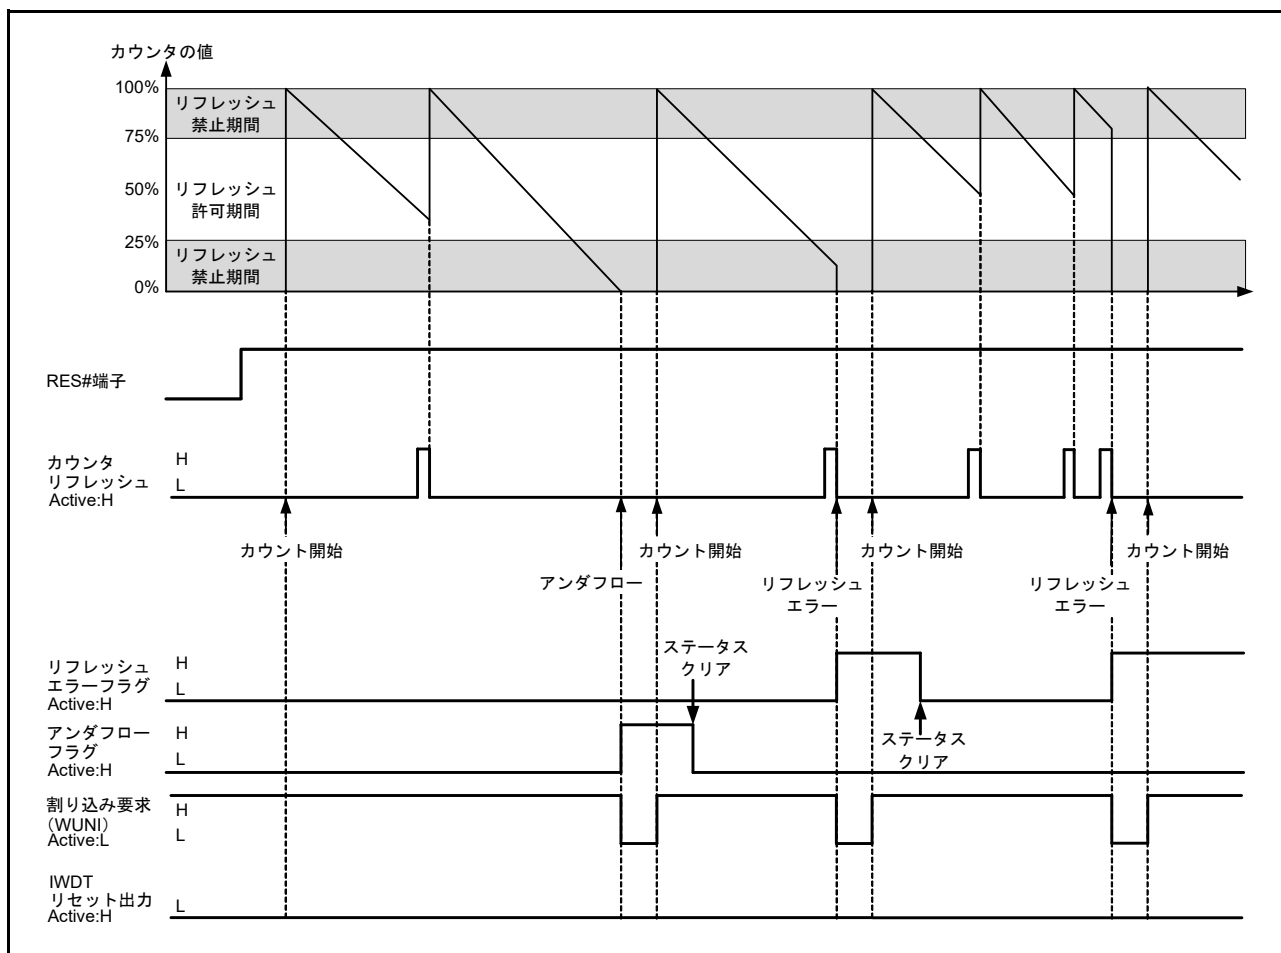 カウンタの値
100%
リフレッシュ
禁止期間
75%
50%
リフレッシュ
許可期間
25%
リフレッシュ
禁止期間
0%
RES#端子
カウンタ
リフレッシュ
Active:H
H
L
カウント開始
カウント開始
カウント開始
カウント開始
アンダフロー
リフレッシュ
エラー
リフレッシュ
エラー
リフレッシュ
エラーフラグ
Active:H
H
L
ステータス
クリア
アンダフロー
フラグ
Active:H
H
L
ステータス
クリア
割り込み要求
(WUNI)
Active:L
H
L
IWDT
リセット出力
Active:H
L